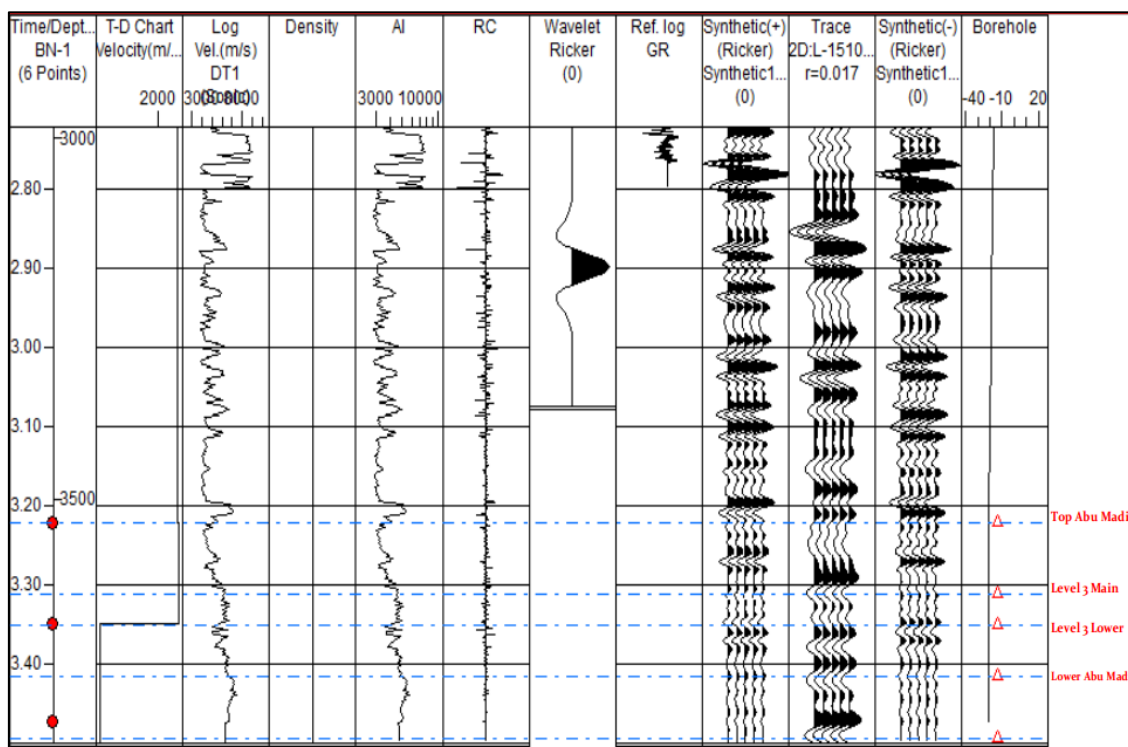 Time/Dept...
BN-1
(6 Points)
T-D Chart
Velocity(m/...
2000
Log
Vel.(m/s)
DT1
(Sonic)
3000 8000
Density
AI
3000 10000
RC
Wavelet
Ricker
(0)
Ref. log
GR
Synthetic(+)
(Ricker)
Synthetic1...
(0)
Trace
2D:L-1510...
r=0.017
Synthetic(-)
(Ricker)
Synthetic1...
(0)
Borehole
-40 -10 20
3000
2.80
2.90
3.00
3.10
3.20
3500
Top Abu Madi
3.30
Level 3 Main
Level 3 Lower
3.40
Lower Abu Mad